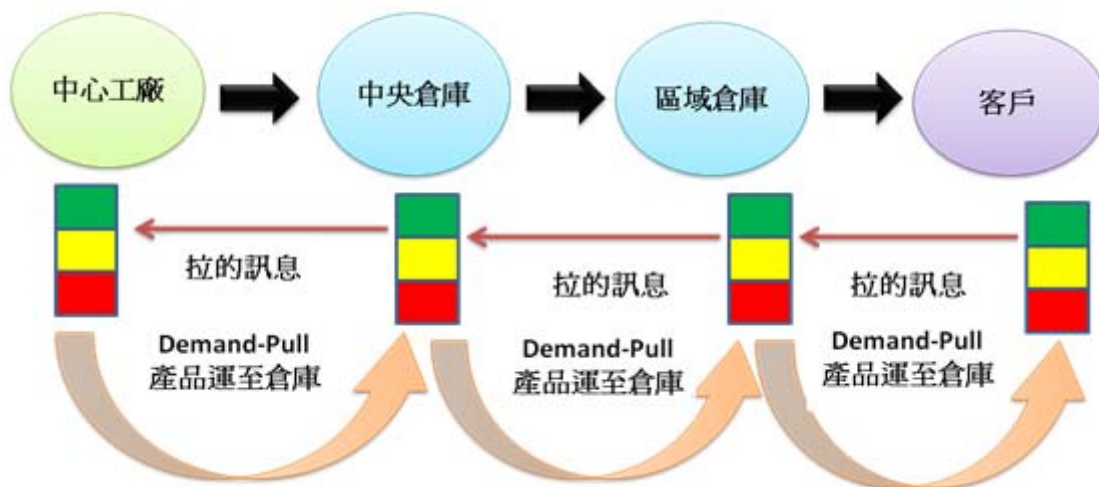 中心工廠
中央倉庫
區域倉庫
客戶
拉的訊息
拉的訊息
拉的訊息
Demand-Pull
產品運至倉庫
Demand-Pull
產品運至倉庫
Demand-Pull
產品運至倉庫